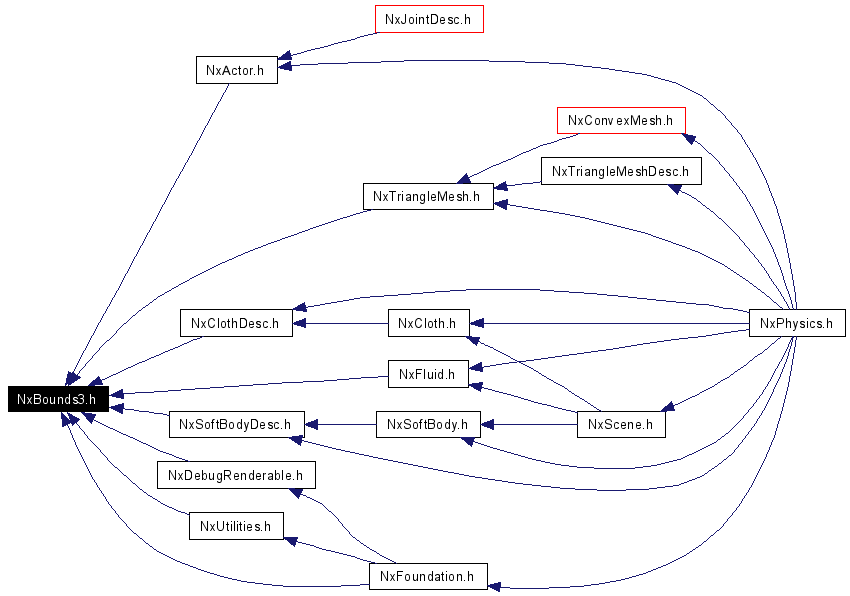 NxJointDesc.h
NxActor.h
NxConvexMesh.h
NxTriangleMeshDesc.h
NxTriangleMesh.h
NxClothDesc.h
NxCloth.h
NxPhysics.h
NxFluid.h
NxBounds3.h
NxSoftBodyDesc.h
NxSoftBody.h
NxScene.h
NxDebugRenderable.h
NxUtilities.h
NxFoundation.h